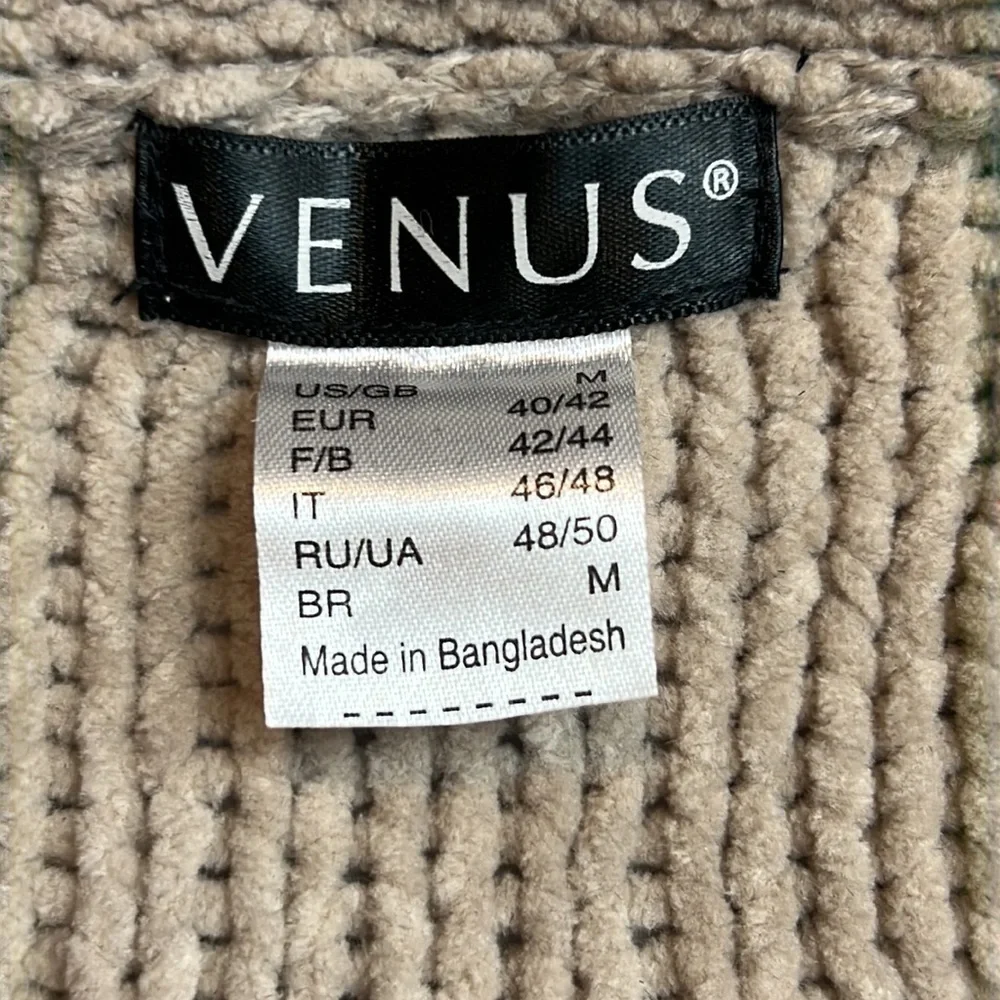 VENUS®
US/GB M
EUR 40/42
F/B 42/44
IT 46/48
RU/UA 48/50
BR M
Made in Bangladesh